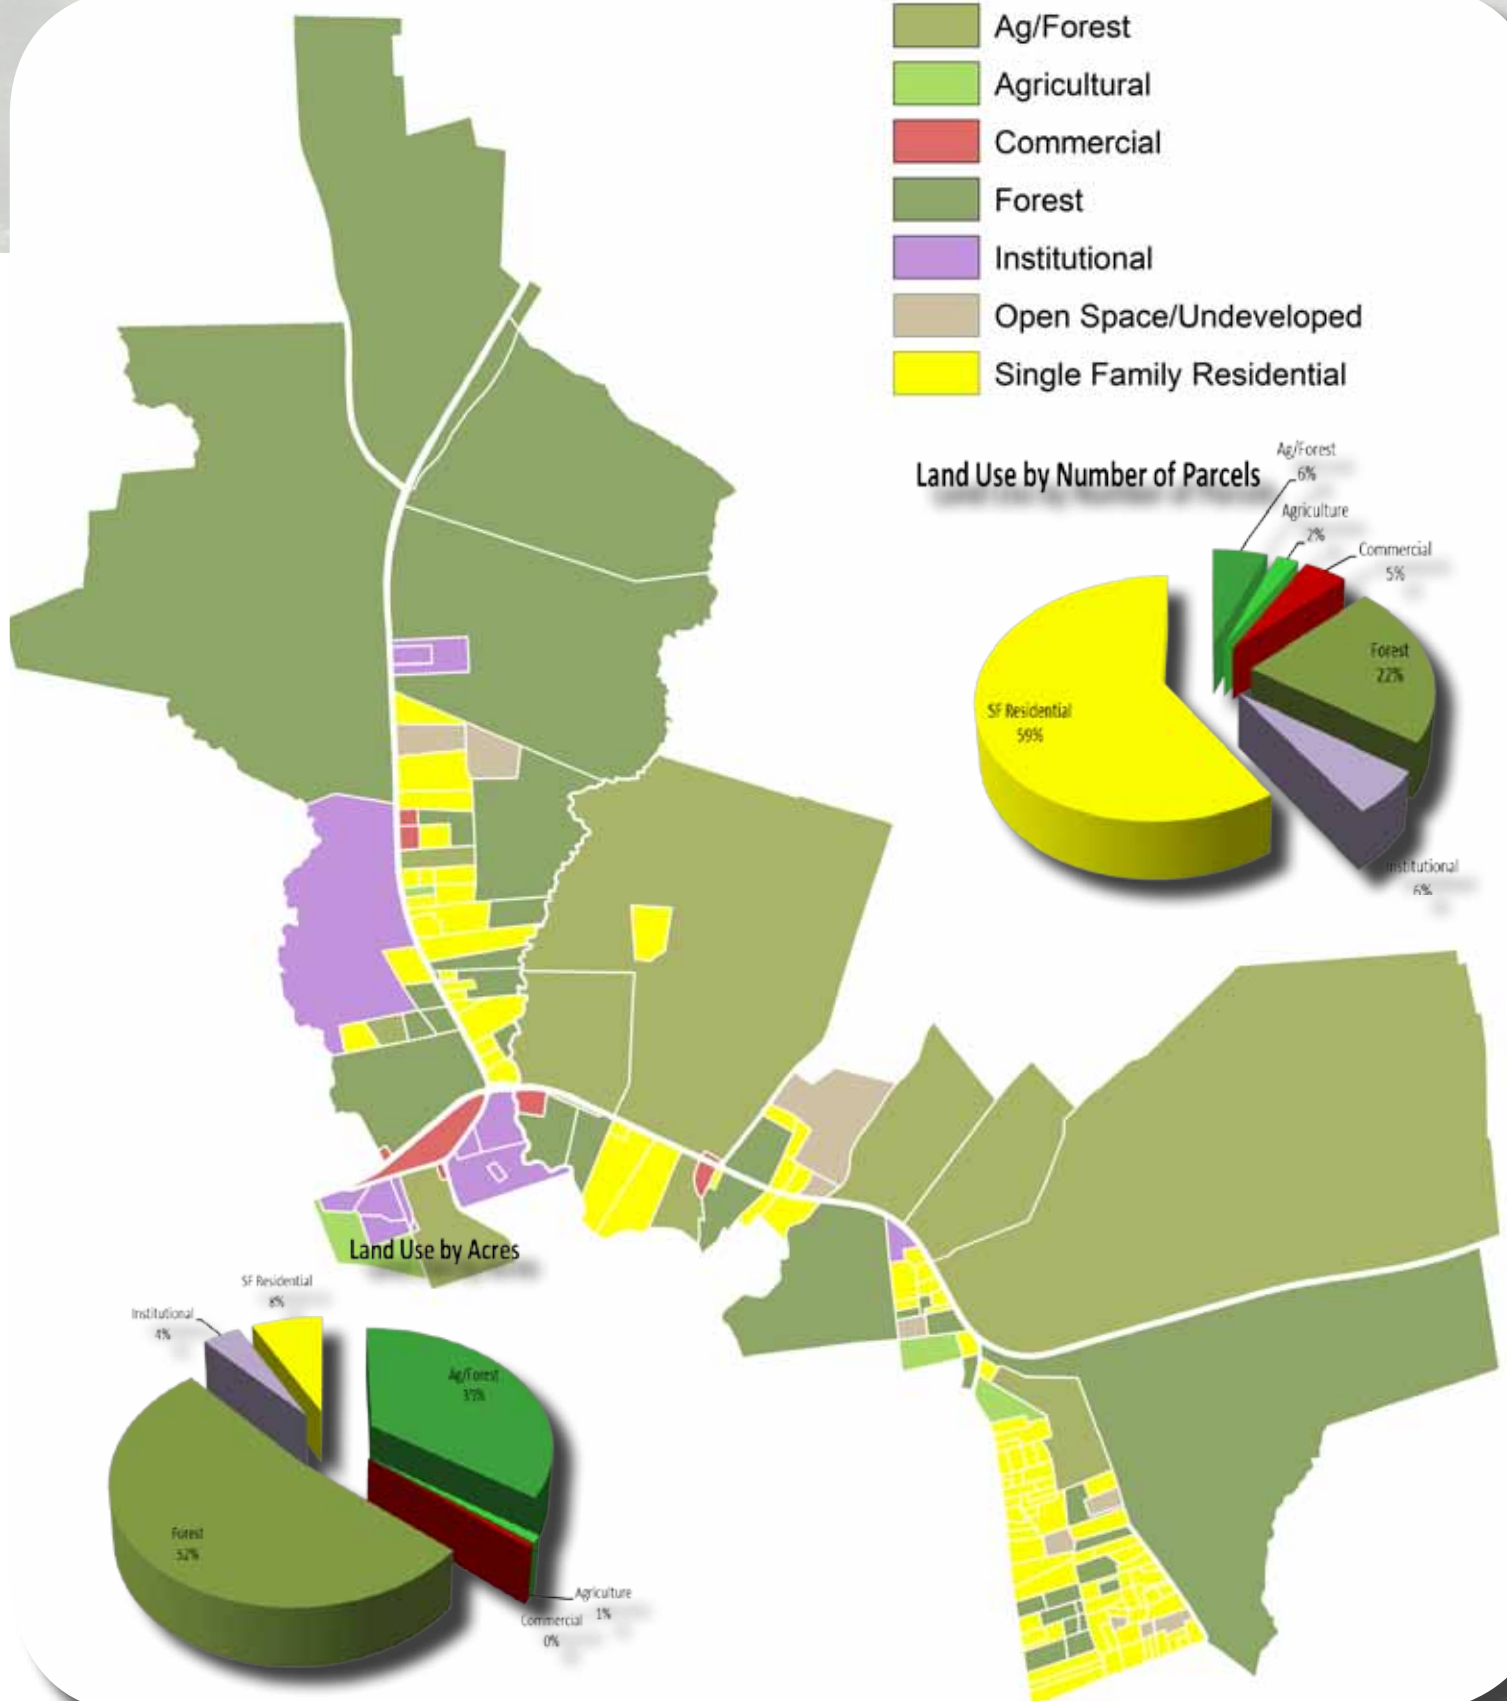 Ag/Forest
Agricultural
Commercial
Forest
Institutional
Open Space/Undeveloped
Single Family Residential
Land Use by Number of Parcels
Ag/Forest
6%
Agriculture
2%
Commercial
5%
Forest
22%
SF Residential
59%
Institutional
6%
Land Use by Acres
SF Residential
8%
Institutional
4%
Ag/Forest
Forest
Agriculture
1%
Commercial
0%